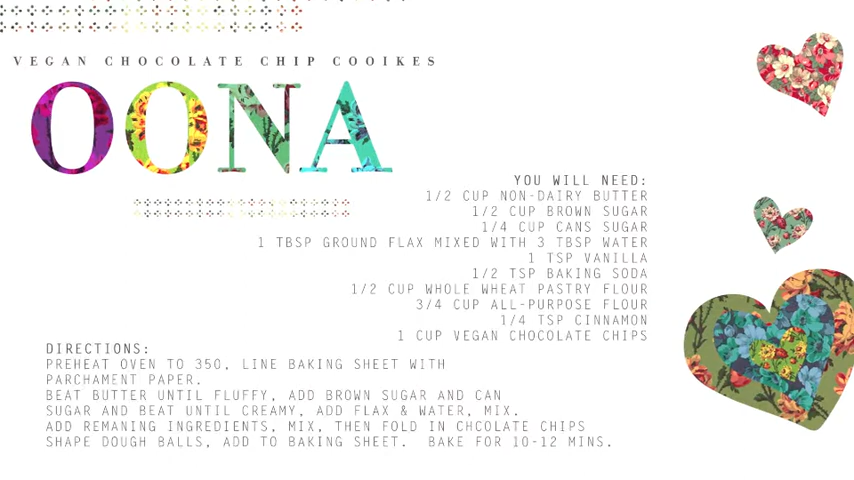 VEGAN CHOCOLATE CHIP COOIKES
OONA
YOU WILL NEED:
1/2 CUP NON-DAIRY BUTTER
1/2 CUP BROWN SUGAR
1/4 CUP CANS SUGAR
1 TBSP GROUND FLAX MIXED WITH 3 TBSP WATER
1 TSP VANILLA
1/2 TSP BAKING SODA
1/2 CUP WHOLE WHEAT PASTRY FLOUR
3/4 CUP ALL-PURPOSE FLOUR
1/4 TSP CINNAMON
1 CUP VEGAN CHOCOLATE CHIPS
DIRECTIONS:
PREHEAT OVEN TO 350, LINE BAKING SHEET WITH
PARCHAMENT PAPER.
BEAT BUTTER UNTIL FLUFFY, ADD BROWN SUGAR AND CAN
SUGAR AND BEAT UNTIL CREAMY, ADD FLAX & WATER, MIX.
ADD REMANING INGREDIENTS, MIX, THEN FOLD IN CHCOLATE CHIPS
SHAPE DOUGH BALLS, ADD TO BAKING SHEET.  BAKE FOR 10-12 MINS.